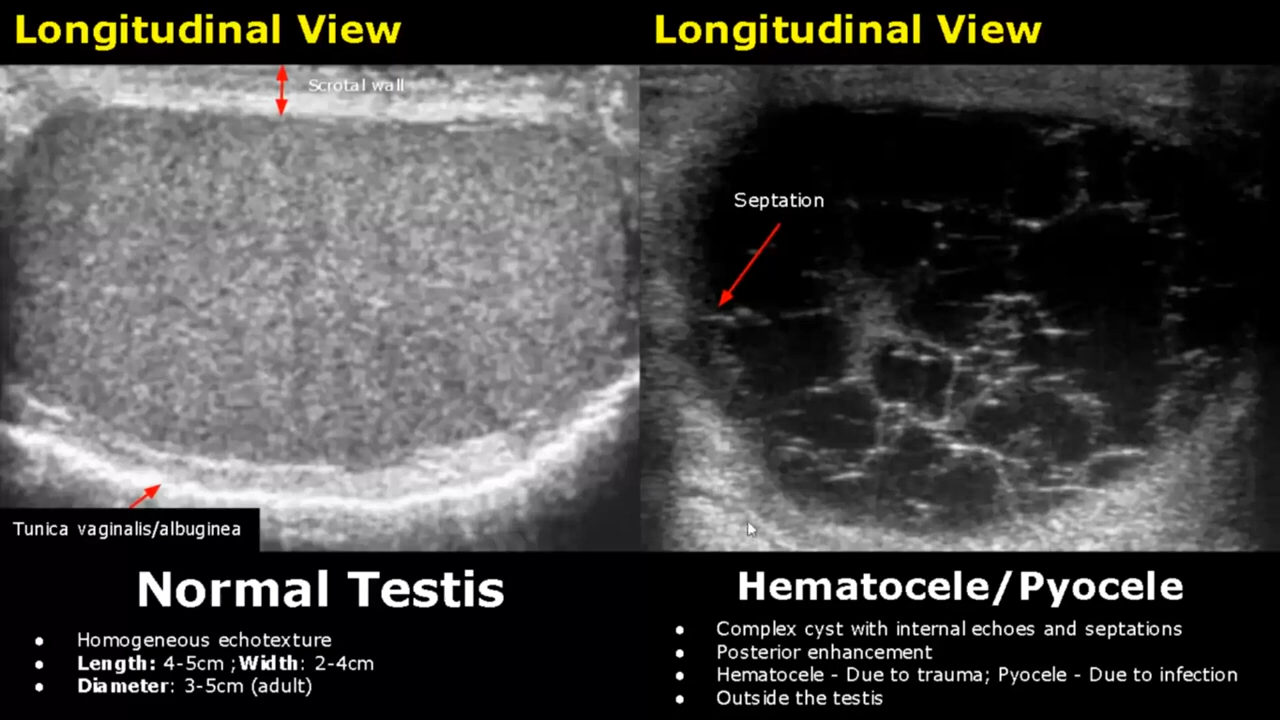 Longitudinal View
Scrotal wall
Tunica vaginalis/albuginea
Normal Testis
• Homogeneous echotexture
• Length: 4-5cm ;Width: 2-4cm
• Diameter: 3-5cm (adult)
Longitudinal View
Septation
Hematocele/Pyocele
• Complex cyst with internal echoes and septations
• Posterior enhancement
• Hematocele - Due to trauma; Pyocele - Due to infection
• Outside the testis